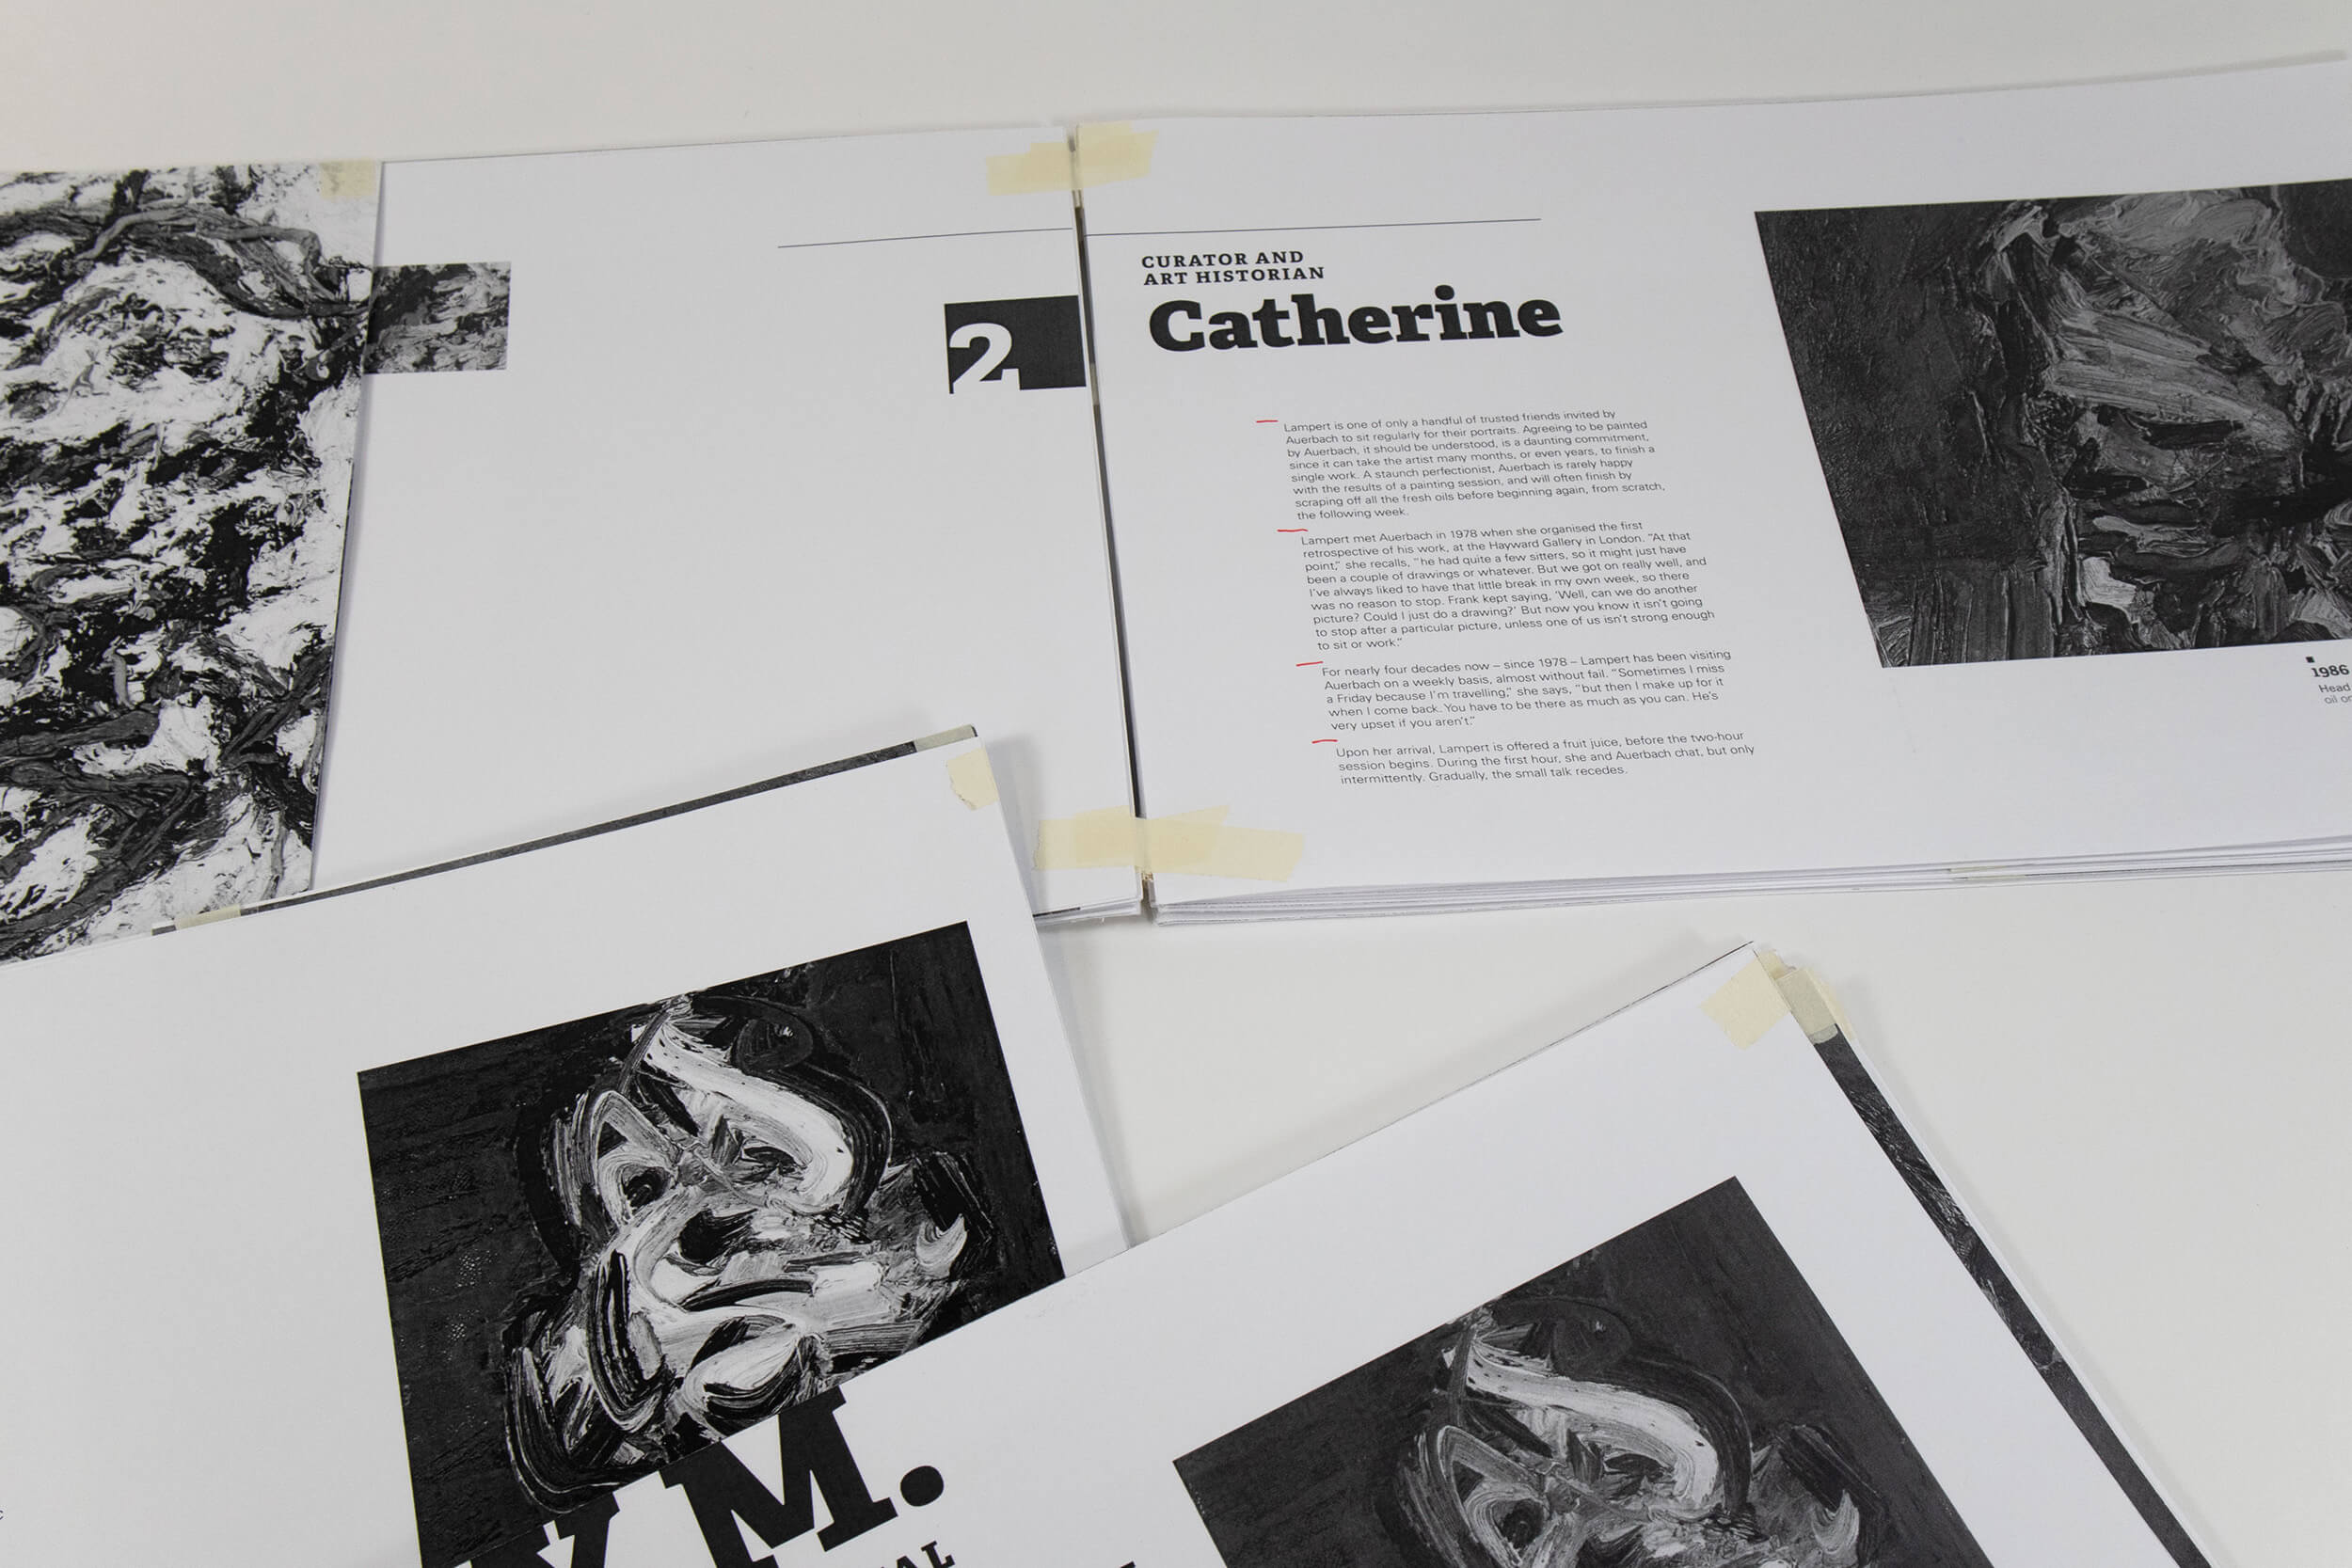 2
CURATOR AND
ART HISTORIAN
Catherine
Lampert is one of only a handful of trusted friends invited by
Auerbach to sit regularly for their portraits. Agreeing to be painted
by Auerbach, it should be understood, is a daunting commitment,
since it can take the artist many months, or even years, to finish a
single work. A staunch perfectionist, Auerbach is rarely happy
with the results of a painting session, and will often finish by
scraping off all the fresh oils before beginning again, from scratch,
the following week.
Lampert met Auerbach in 1978 when she organised the first
retrospective of his work, at the Hayward Gallery in London. “At that
point,” she recalls, “he had quite a few sitters, so it might just have
been a couple of drawings or whatever. But we got on really well, and
I’ve always liked to have that little break in my own week, so there
was no reason to stop. Frank kept saying, ‘Well, can we do another
picture? Could I just do a drawing?’ But now you know it isn’t going
to stop after a particular picture, unless one of us isn’t strong enough
to sit or work.”
For nearly four decades now – since 1978 – Lampert has been visiting
Auerbach on a weekly basis, almost without fail. “Sometimes I miss
a Friday because I’m travelling,” she says, “but then I make up for it
when I come back. You have to be there as much as you can. He’s
very upset if you aren’t.”
Upon her arrival, Lampert is offered a fruit juice, before the two-hour
session begins. During the first hour, she and Auerbach chat, but only
intermittently. Gradually, the small talk recedes.
1986
Head
oil
M.